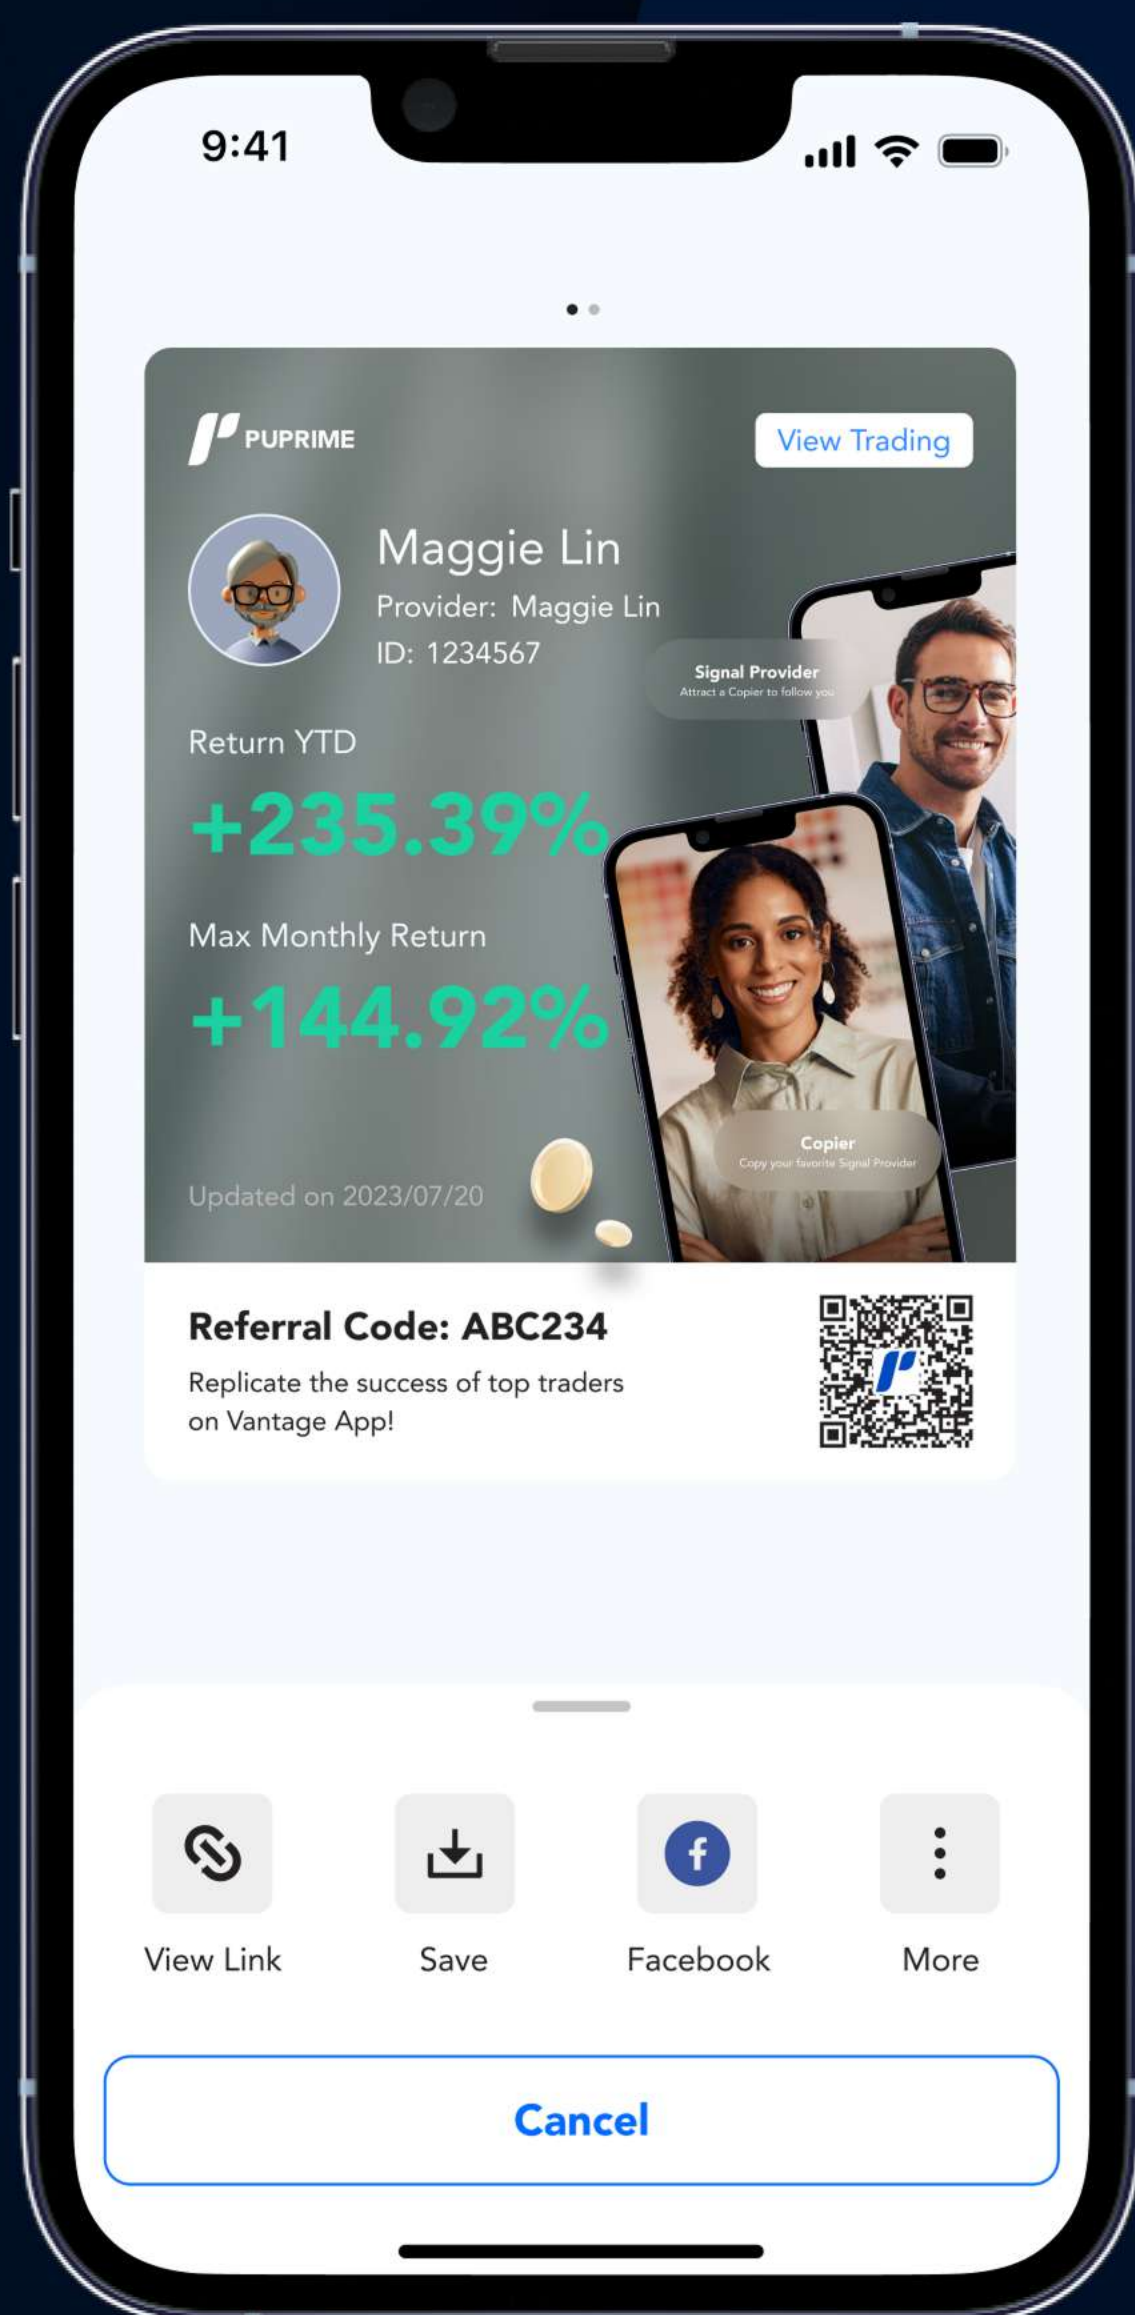 9:41
PUPRIME
View Trading
Maggie Lin
Provider: Maggie Lin
ID: 1234567
Signal Provider
Attract a Copier to follow you
Return YTD
+235.39%
Max Monthly Return
+144.92%
Copier
Copy your favorite Signal Provider
Updated on 2023/07/20
Referral Code: ABC234
Replicate the success of top traders
on Vantage App!
View Link
Save
Facebook
More
Cancel